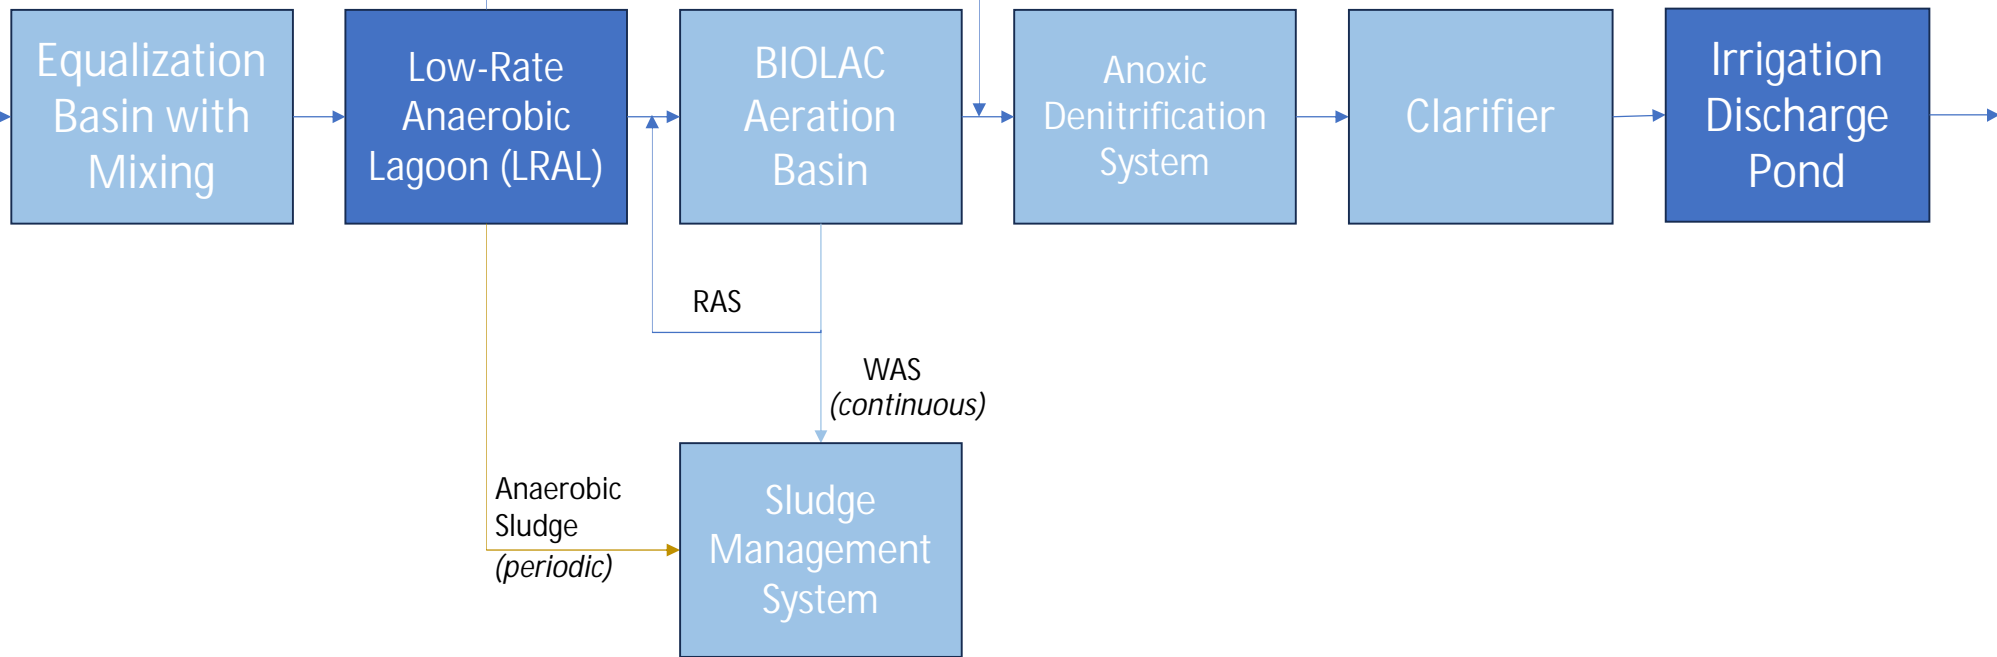 Equalization
Basin with
Mixing
Low-Rate
Anaerobic
Lagoon (LRAL)
BIOLAC
Aeration
Basin
Anoxic
Denitrification
System
Clarifier
Irrigation
Discharge
Pond
RAS
WAS
(continuous)
Anaerobic
Sludge
(periodic)
Sludge
Management
System